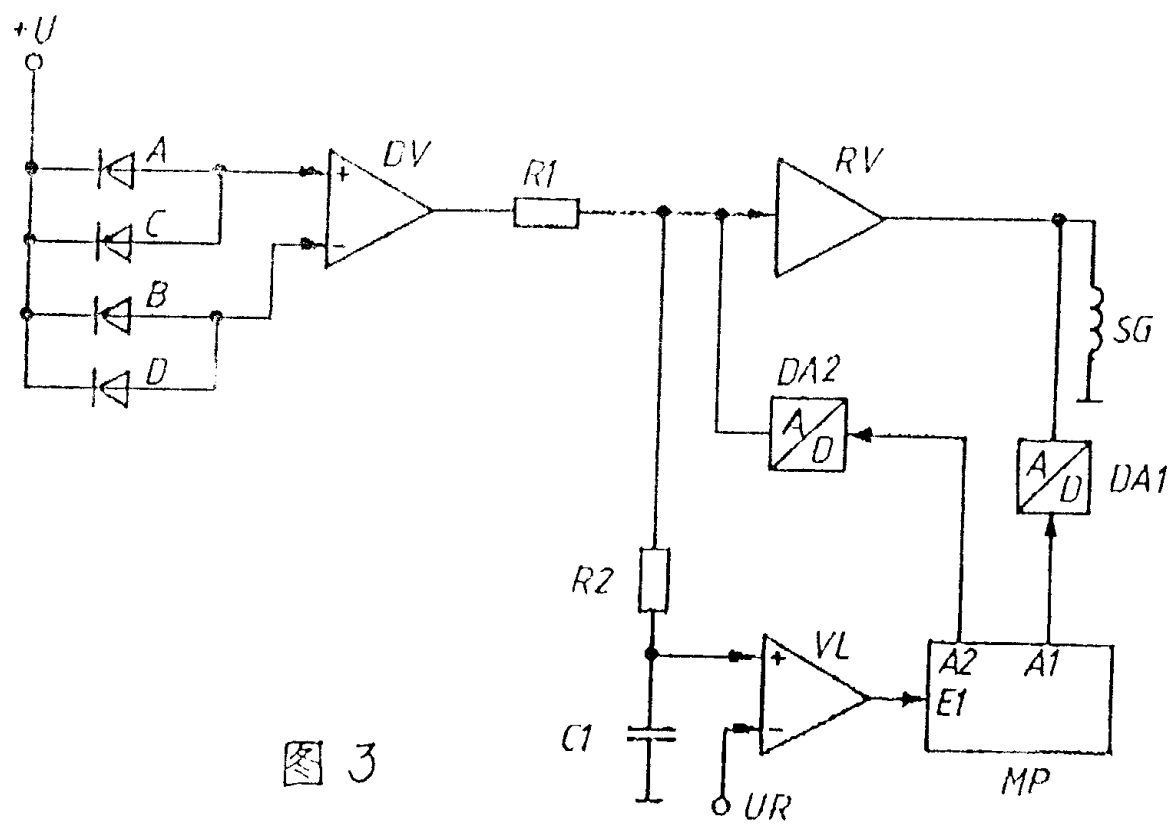 +U
A
DV
R1
RV
+
C
−
B
SG
D
DA2
A/D
A/D
DA1
R2
VL
+
A2 A1
E1
−
C1
MP
图 3
UR